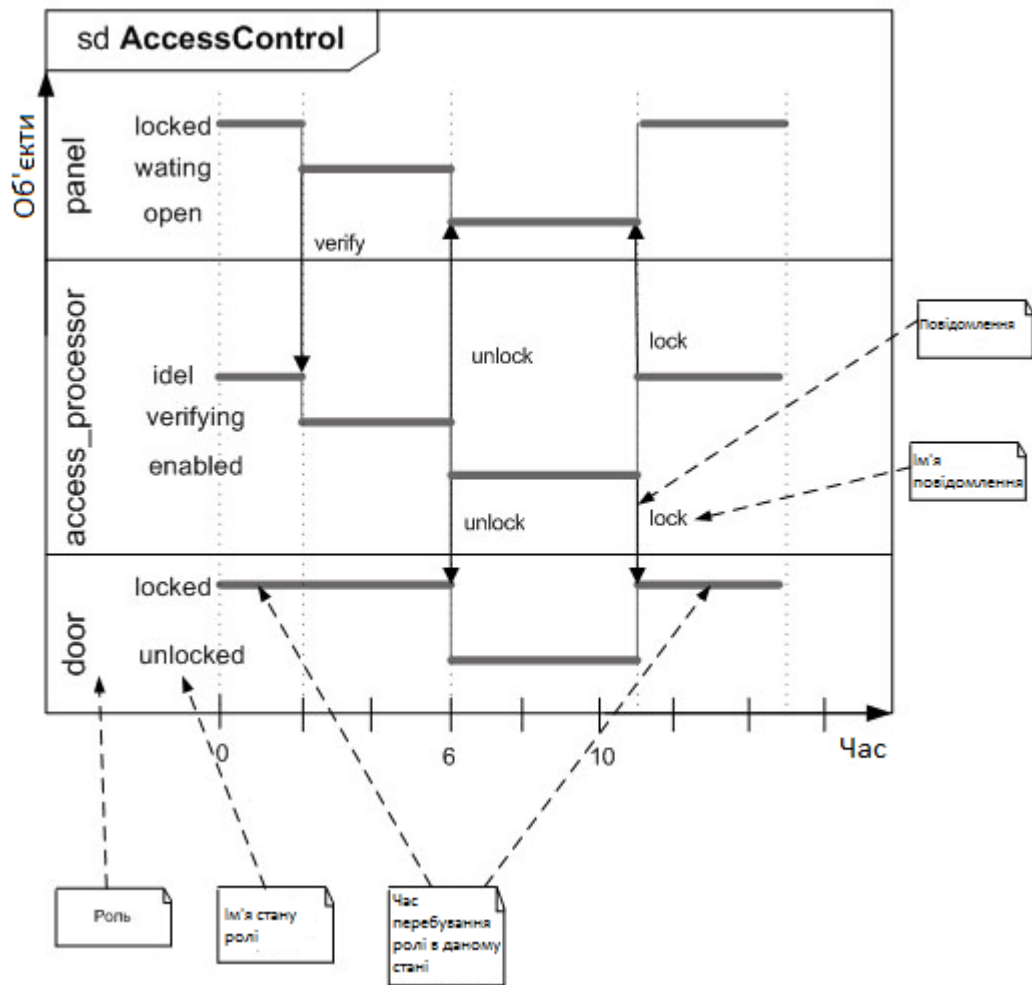 sd AccessControl
Об'єкти
panel
locked
wating
open
verify
access_processor
idel
verifying
enabled
unlock
lock
unlock
lock
Повідомлення
Ім'я
повідомлення
door
locked
unlocked
0
6
10
Час
Роль
Ім'я стану
ролі
Час
перебування
ролі в даному
стані